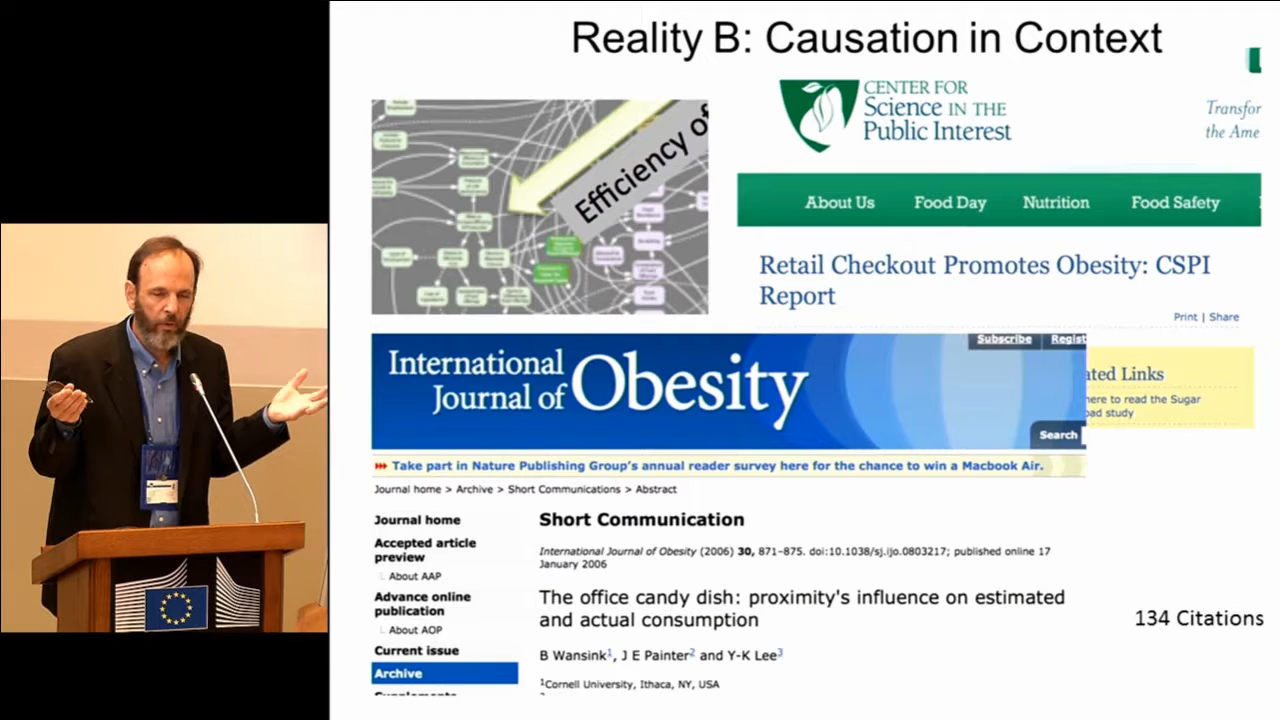 Reality B: Causation in Context
Efficiency of
CENTER FOR
Science IN THE
Public Interest
Transfor
the Ame
About Us Food Day Nutrition Food Safety
Retail Checkout Promotes Obesity: CSPI
Report
Print | Share
ated Links
here to read the Sugar
oad study
Subscribe Regist
International
Journal of Obesity
Search
Take part in Nature Publishing Group's annual reader survey here for the chance to win a Macbook Air.
Journal home > Archive > Short Communications > Abstract
Journal home
Accepted article
preview
About AAP
Advance online
publication
About AOP
Current issue
Archive
Short Communication
International Journal of Obesity (2006) 30, 871–875. doi:10.1038/sj.ijo.0803217; published online 17
January 2006
The office candy dish: proximity's influence on estimated
and actual consumption
B Wansink1, J E Painter2 and Y-K Lee3
1Cornell University, Ithaca, NY, USA
134 Citations